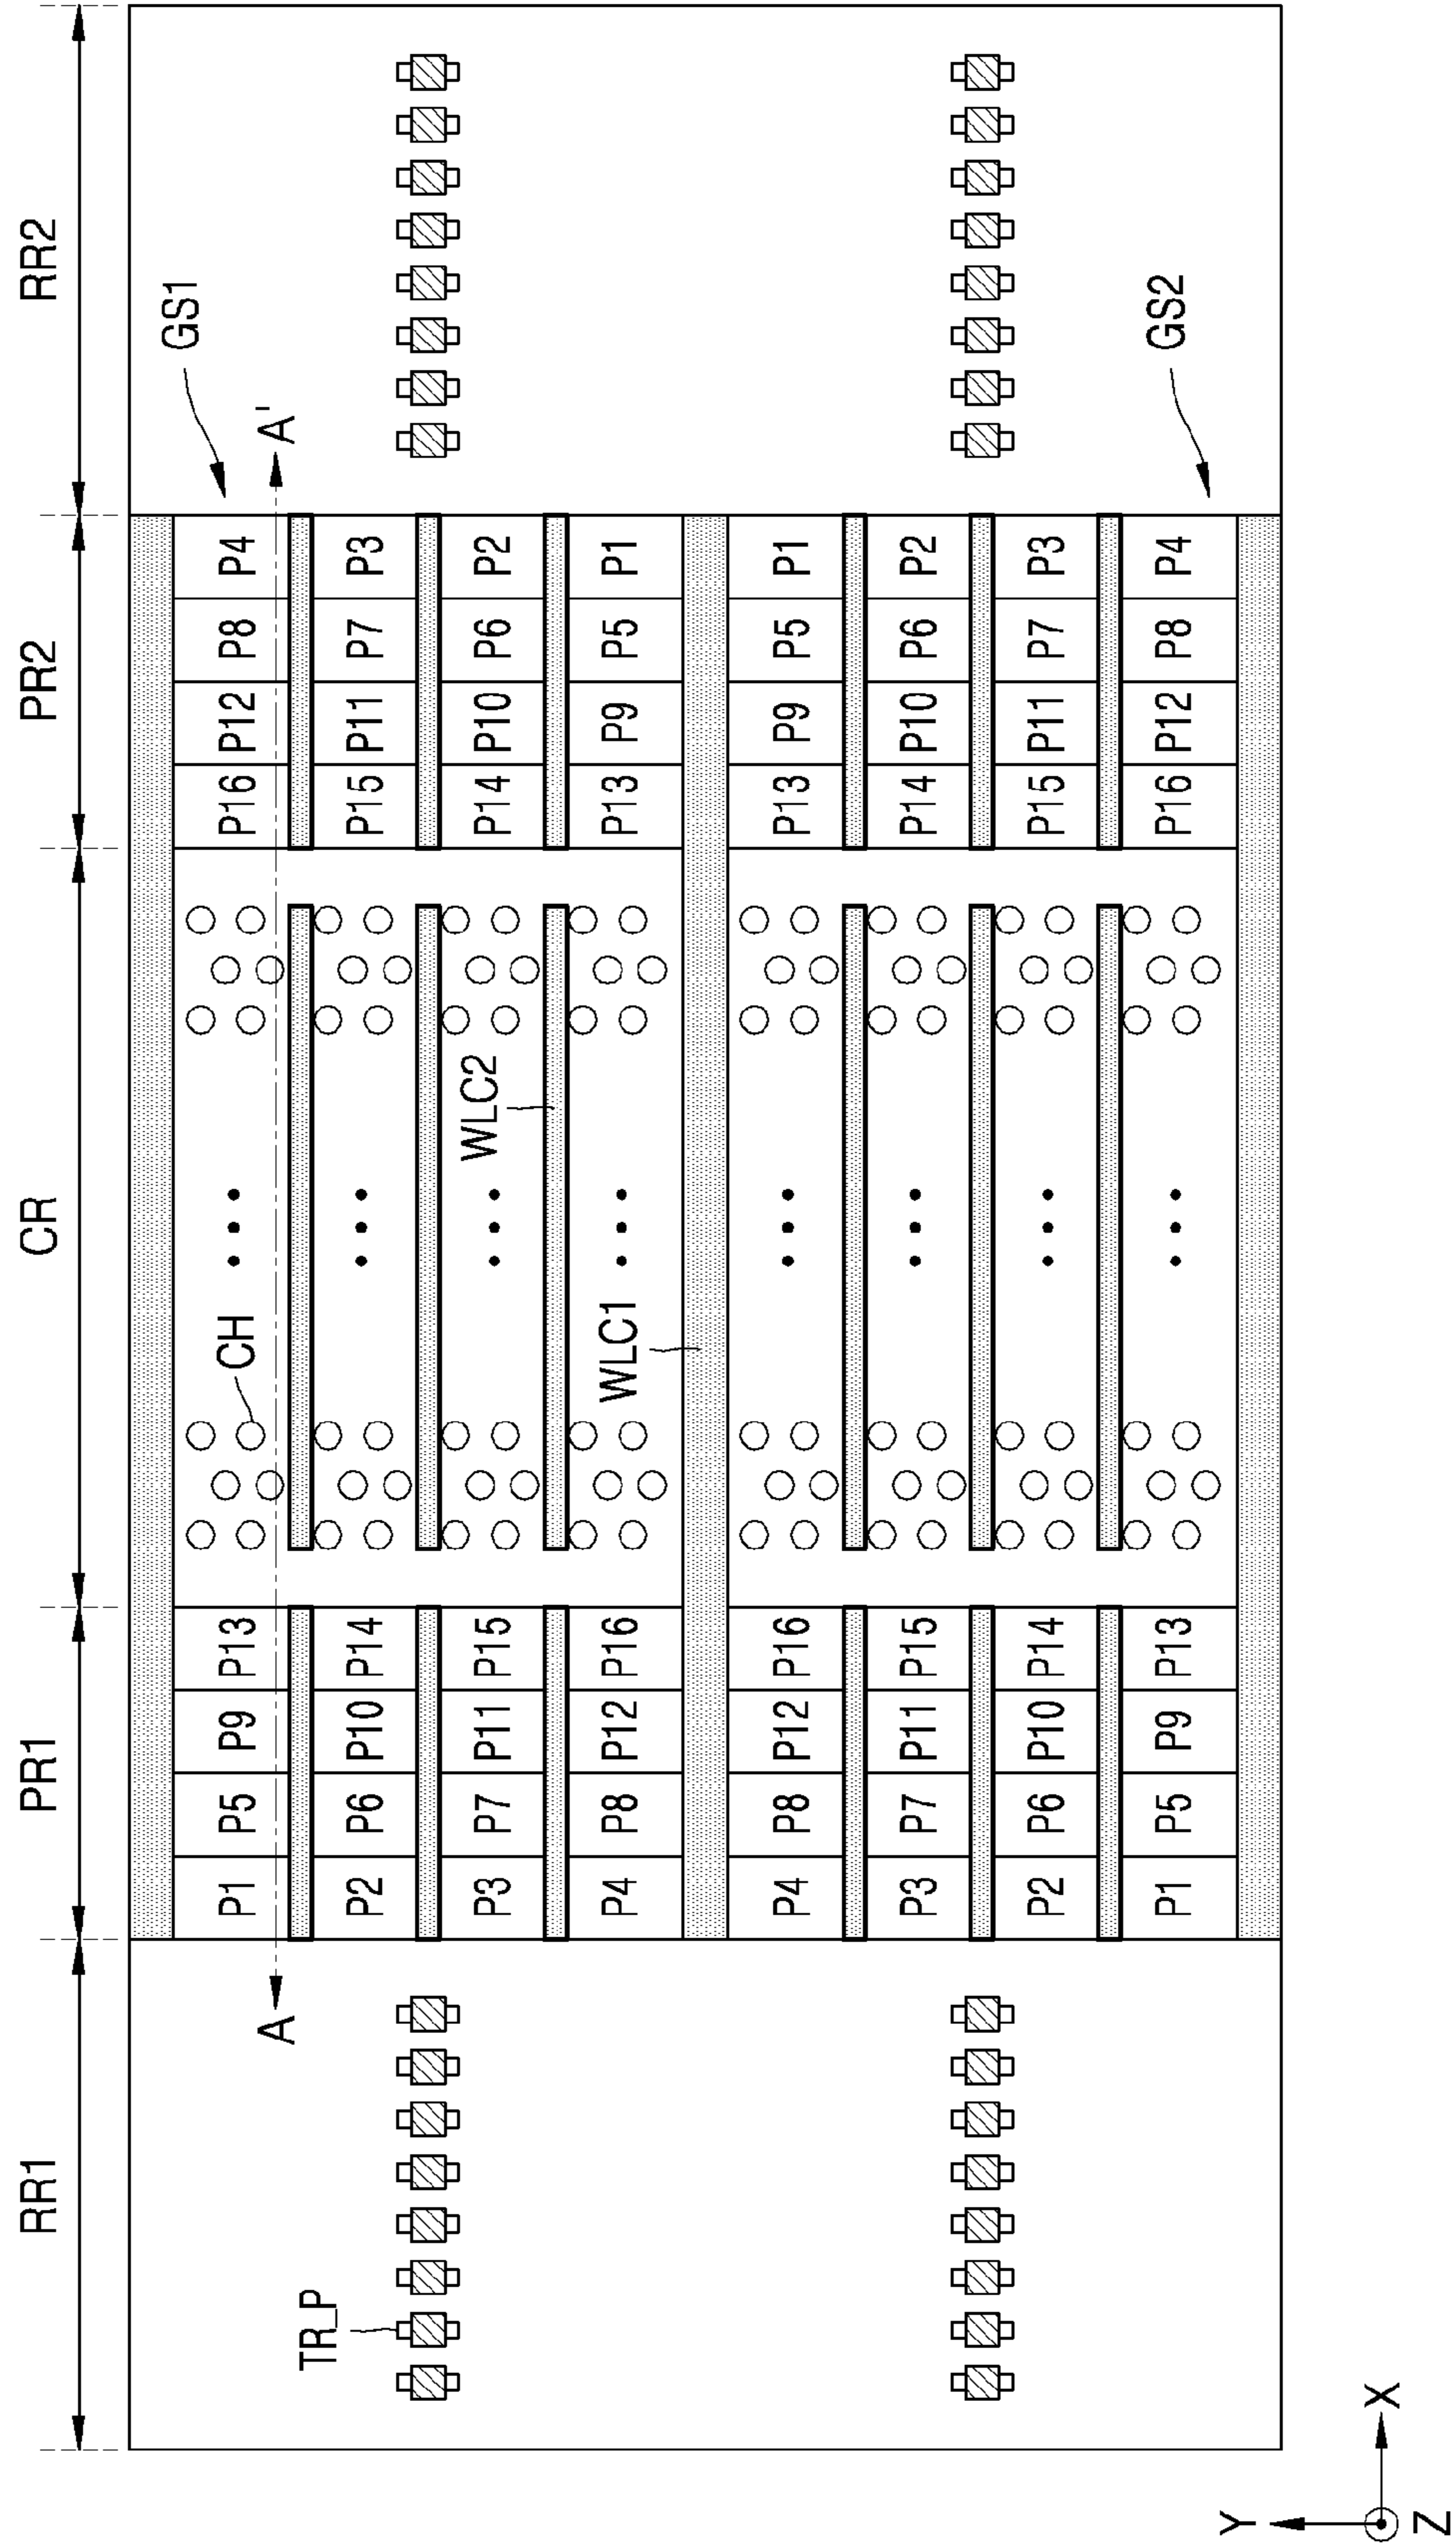 RR1 PR1 CR PR2 RR2
GS1
A A'
P1 P5 P9 P13 CH P16 P12 P8 P4
P2 P6 P10 P14 P15 P11 P7 P3
TR_P
P3 P7 P11 P15 WLC2 P14 P10 P6 P2
P4 P8 P12 P16 WLC1 P13 P9 P5 P1
P4 P8 P12 P16 P13 P9 P5 P1
P3 P7 P11 P15 P14 P10 P6 P2
P2 P6 P10 P14 P15 P11 P7 P3
P1 P5 P9 P13 P16 P12 P8 P4
GS2
Y
X
Z